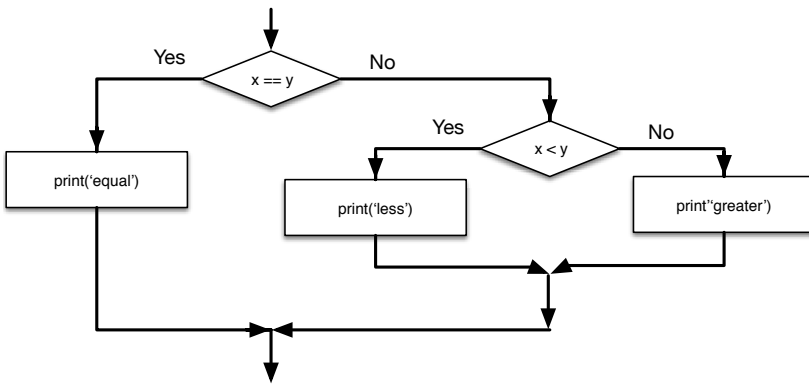 Yes
x == y
No
print(‘equal’)
Yes
x < y
No
print(‘less’)
print’‘greater’)